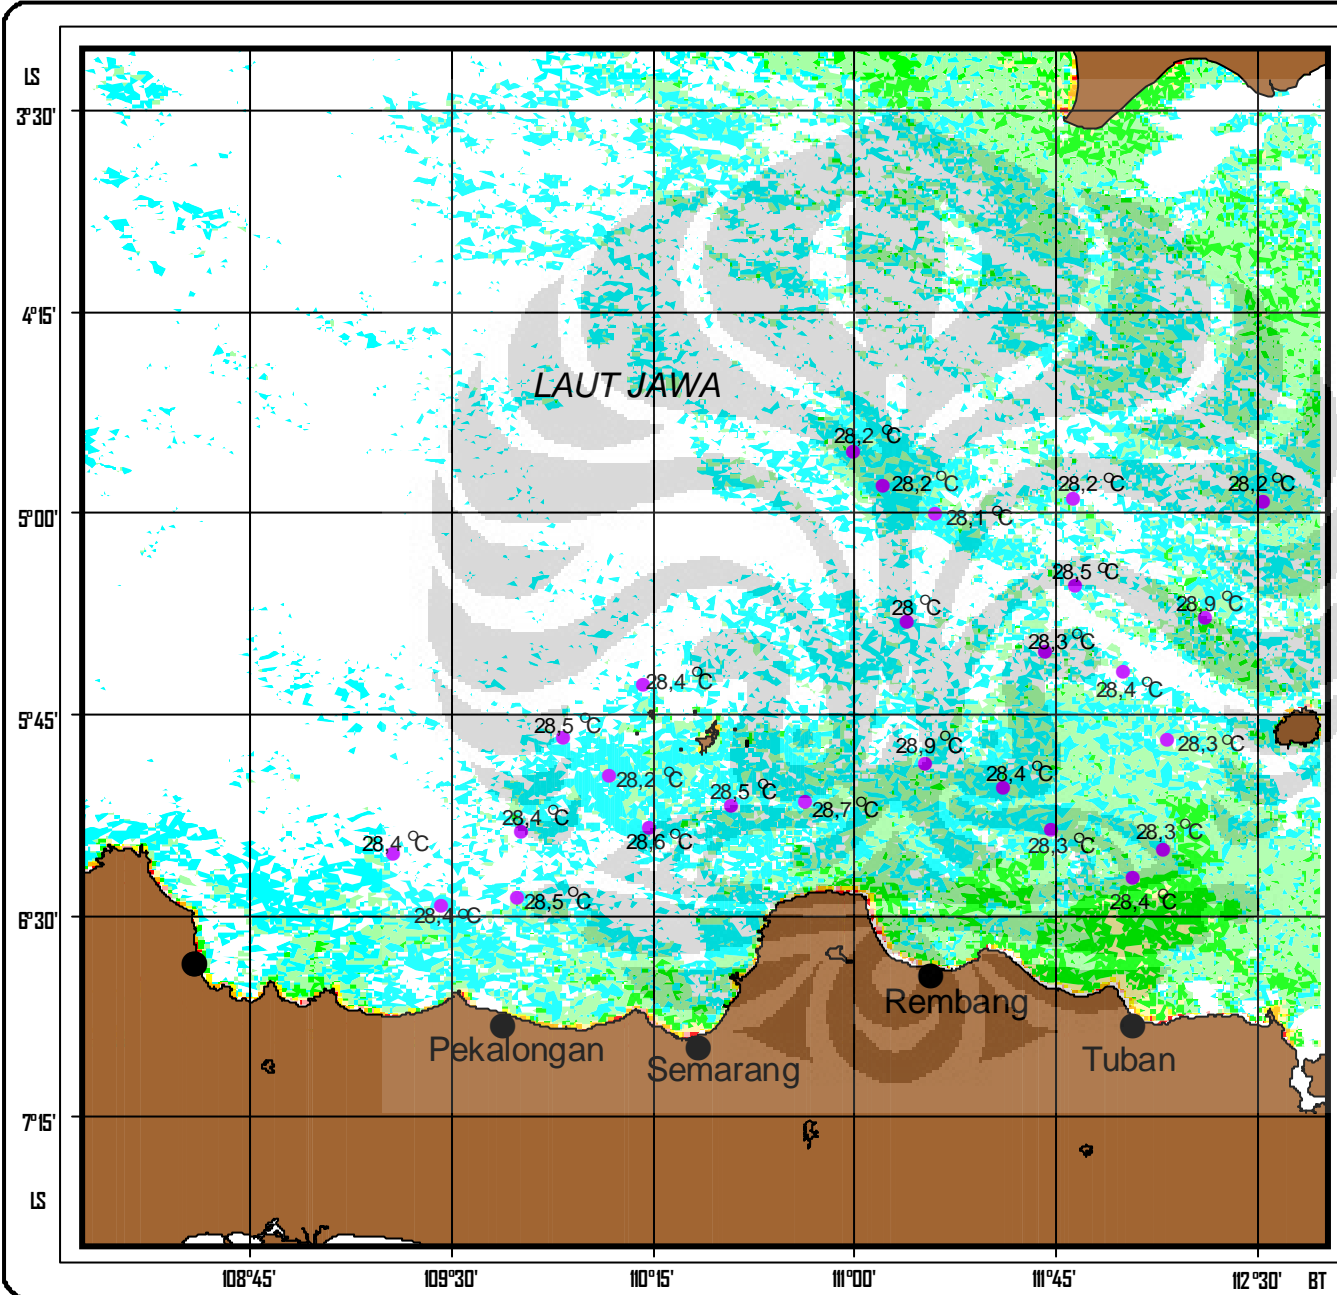 LS
3°30'
4°15'
LAUT JAWA
28,2 °C
28,2 °C
28,2 °C
28,2 °C
5°00'
28,1 °C
28,5 °C
28 °C
28,9 °C
28,3 °C
28,4 °C
28,4 °C
5°45'
28,5 °C
28,9 °C
28,3 °C
28,2 °C
28,4 °C
28,5 °C
28,7 °C
28,4 °C
28,4 °C
28,6 °C
28,3 °C
28,3 °C
28,5 °C
28,4 °C
28,4 °C
6°30'
Rembang
Pekalongan
Semarang
Tuban
7°15'
LS
108°45'
109°30'
110°15'
111°00'
111°45'
112°30'
BT